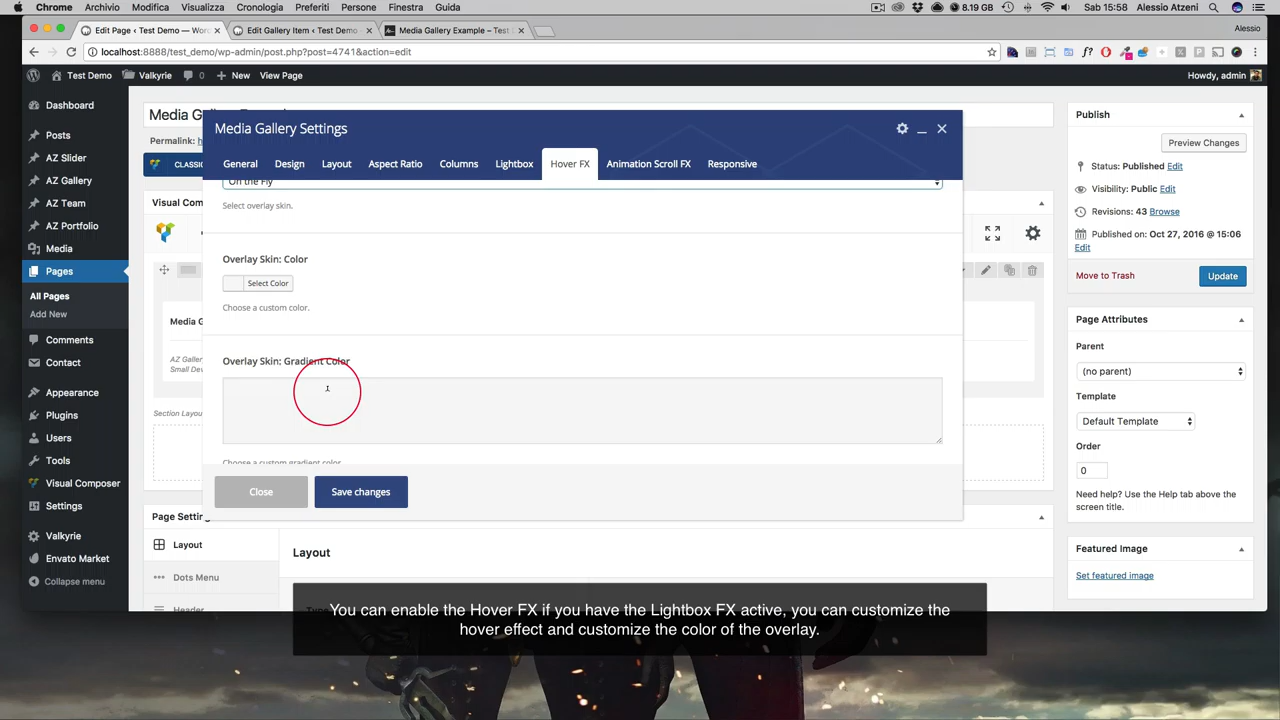 Chrome Archivio Modifica Visualizza Cronologia Preferiti Persone Finestra Guida 8.19 GB Sab 15:58 Alessio Atzeni
Edit Page ‹ Test Demo — Wor Edit Gallery Item ‹ Test Demo Media Gallery Example – Test Alessio
localhost:8888/test_demo/wp-admin/post.php?post=4741&action=edit
Test Demo Valkyrie 0 New View Page Howdy, admin
Dashboard
Posts
AZ Slider
AZ Gallery
AZ Team
AZ Portfolio
Media
Pages
All Pages
Add New
Comments
Contact
Appearance
Plugins
Users
Tools
Visual Composer
Settings
Valkyrie
Envato Market
Collapse menu
Media G
Permalink: h
CLASSIC
Visual Comp
Media G
AZ Gallery
Small Dev
Section Layou
Media Gallery Settings
General Design Layout Aspect Ratio Columns Lightbox Hover FX Animation Scroll FX Responsive
On the Fly
Select overlay skin.
Overlay Skin: Color
Select Color
Choose a custom color.
Overlay Skin: Gradient Color
Choose a custom gradient color
Close Save changes
Page Setting
Layout
Dots Menu
Header
Layout
Publish
Preview Changes
Status: Published Edit
Visibility: Public Edit
Revisions: 43 Browse
Published on: Oct 27, 2016 @ 15:06
Edit
Move to Trash Update
Page Attributes
Parent
(no parent)
Template
Default Template
Order
0
Need help? Use the Help tab above the
screen title.
Featured Image
Set featured image
You can enable the Hover FX if you have the Lightbox FX active, you can customize the
hover effect and customize the color of the overlay.